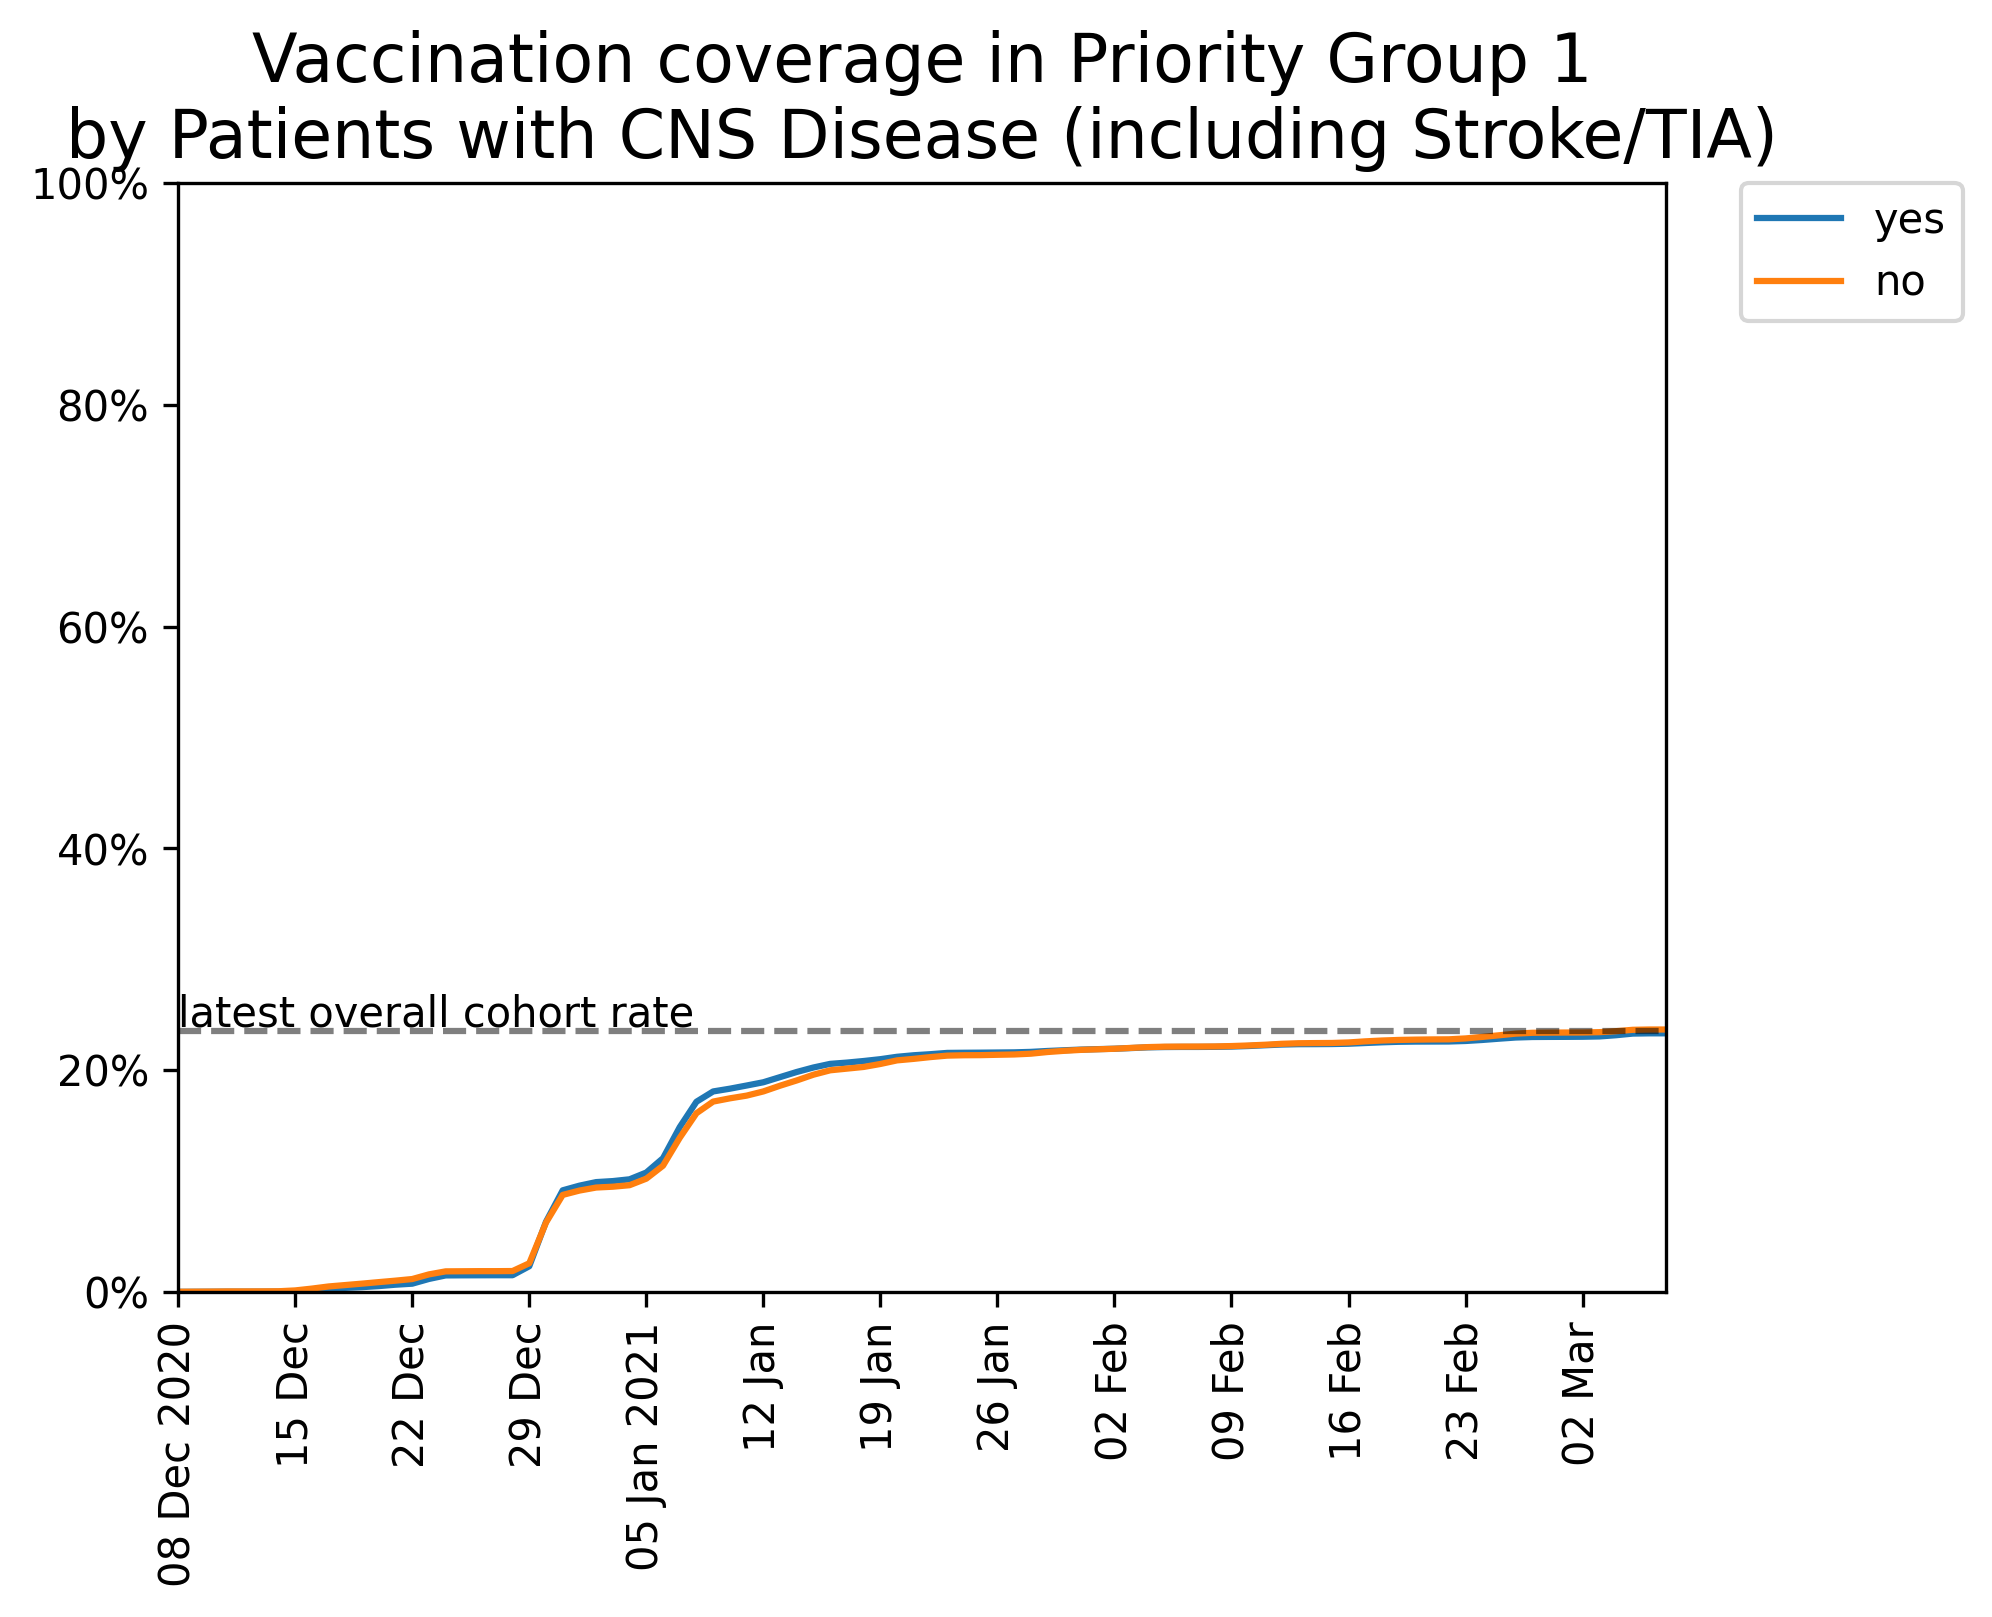 Vaccination coverage in Priority Group 1
by Patients with CNS Disease (including Stroke/TIA)
100%
80%
60%
40%
20%
0%
yes
no
latest overall cohort rate
08 Dec 2020
15 Dec
22 Dec
29 Dec
05 Jan 2021
12 Jan
19 Jan
26 Jan
02 Feb
09 Feb
16 Feb
23 Feb
02 Mar